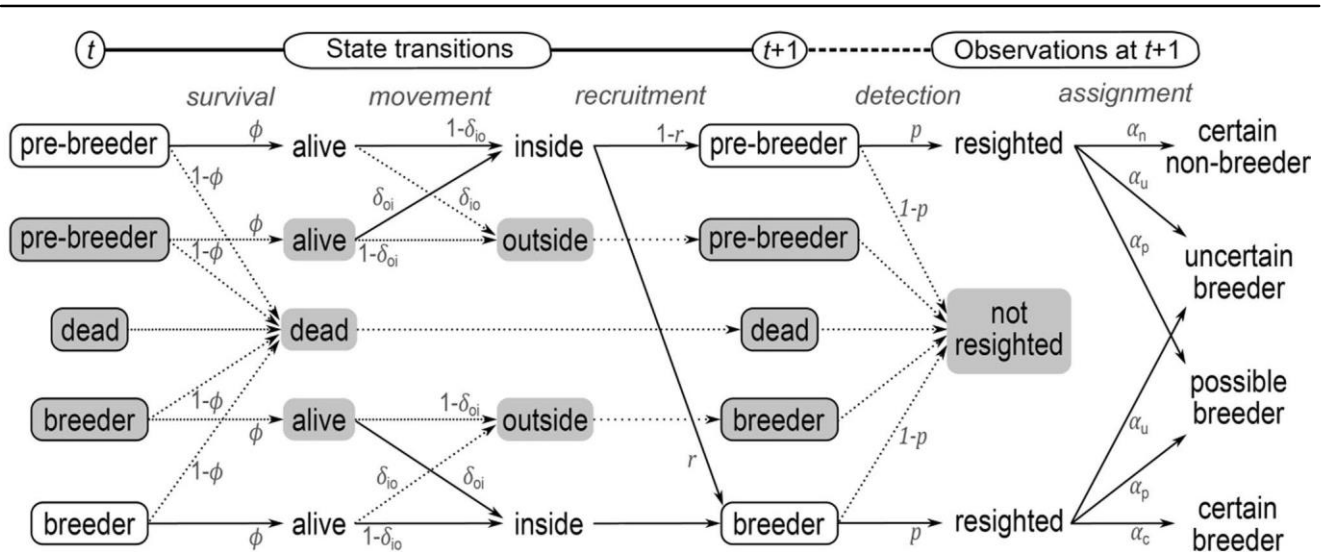 t State transitions t+1 Observations at t+1
survival movement recruitment detection assignment
pre-breeder ϕ alive 1-δio inside 1-r pre-breeder p resighted αn certain
non-breeder
1-ϕ δoi δio 1-p αu
pre-breeder ϕ alive outside pre-breeder αp
1-ϕ 1-δoi
uncertain
breeder
dead dead dead not
resighted
possible
breeder
1-ϕ 1-δoi
breeder ϕ alive outside breeder αu
1-ϕ δio δoi r 1-p αp
breeder ϕ alive 1-δio inside breeder p resighted αc certain
breeder